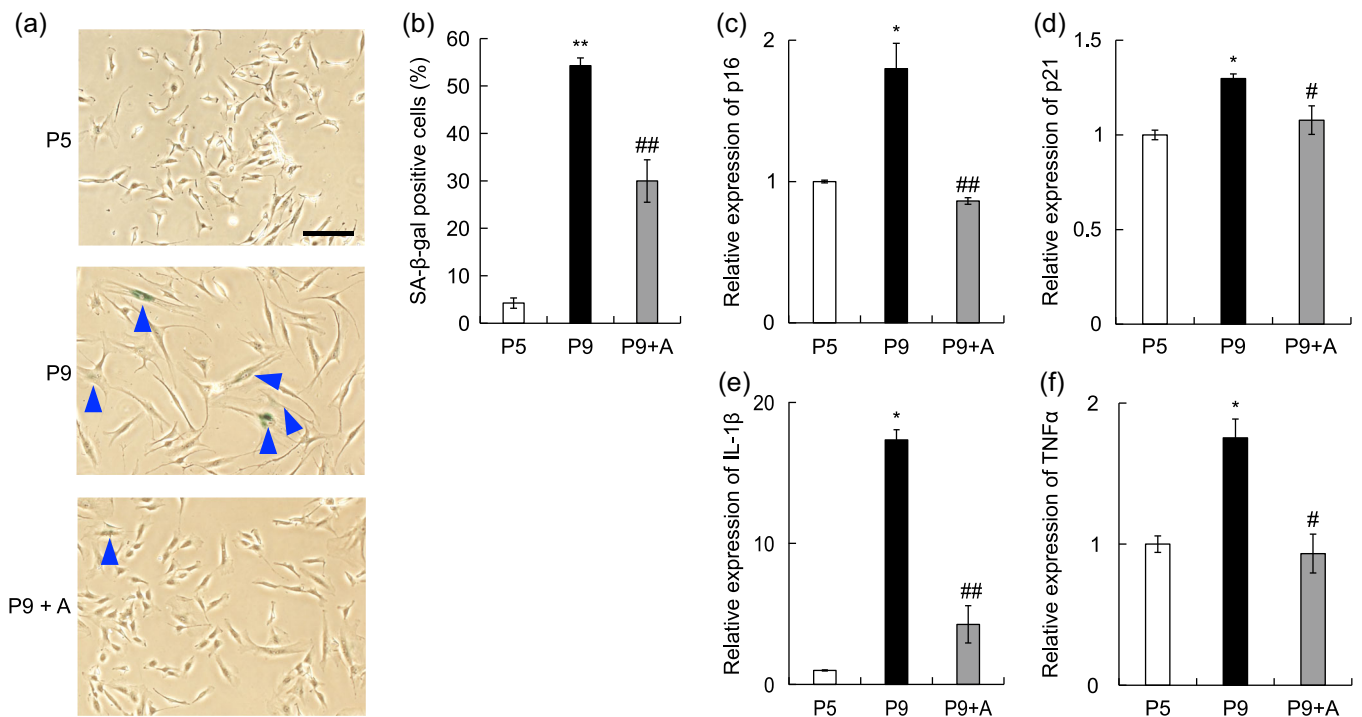 (a)
P5
P9
P9 + A
(b)
SA-β-gal positive cells (%)
60
50
40
30
20
10
0
**
##
P5 P9 P9+A
(c)
Relative expression of p16
2
1
0
*
##
P5 P9 P9+A
(d)
Relative expression of p21
1.5
1
0.5
0
*
#
P5 P9 P9+A
(e)
Relative expression of IL-1β
20
10
0
*
##
P5 P9 P9+A
(f)
Relative expression of TNFα
2
1
0
*
#
P5 P9 P9+A